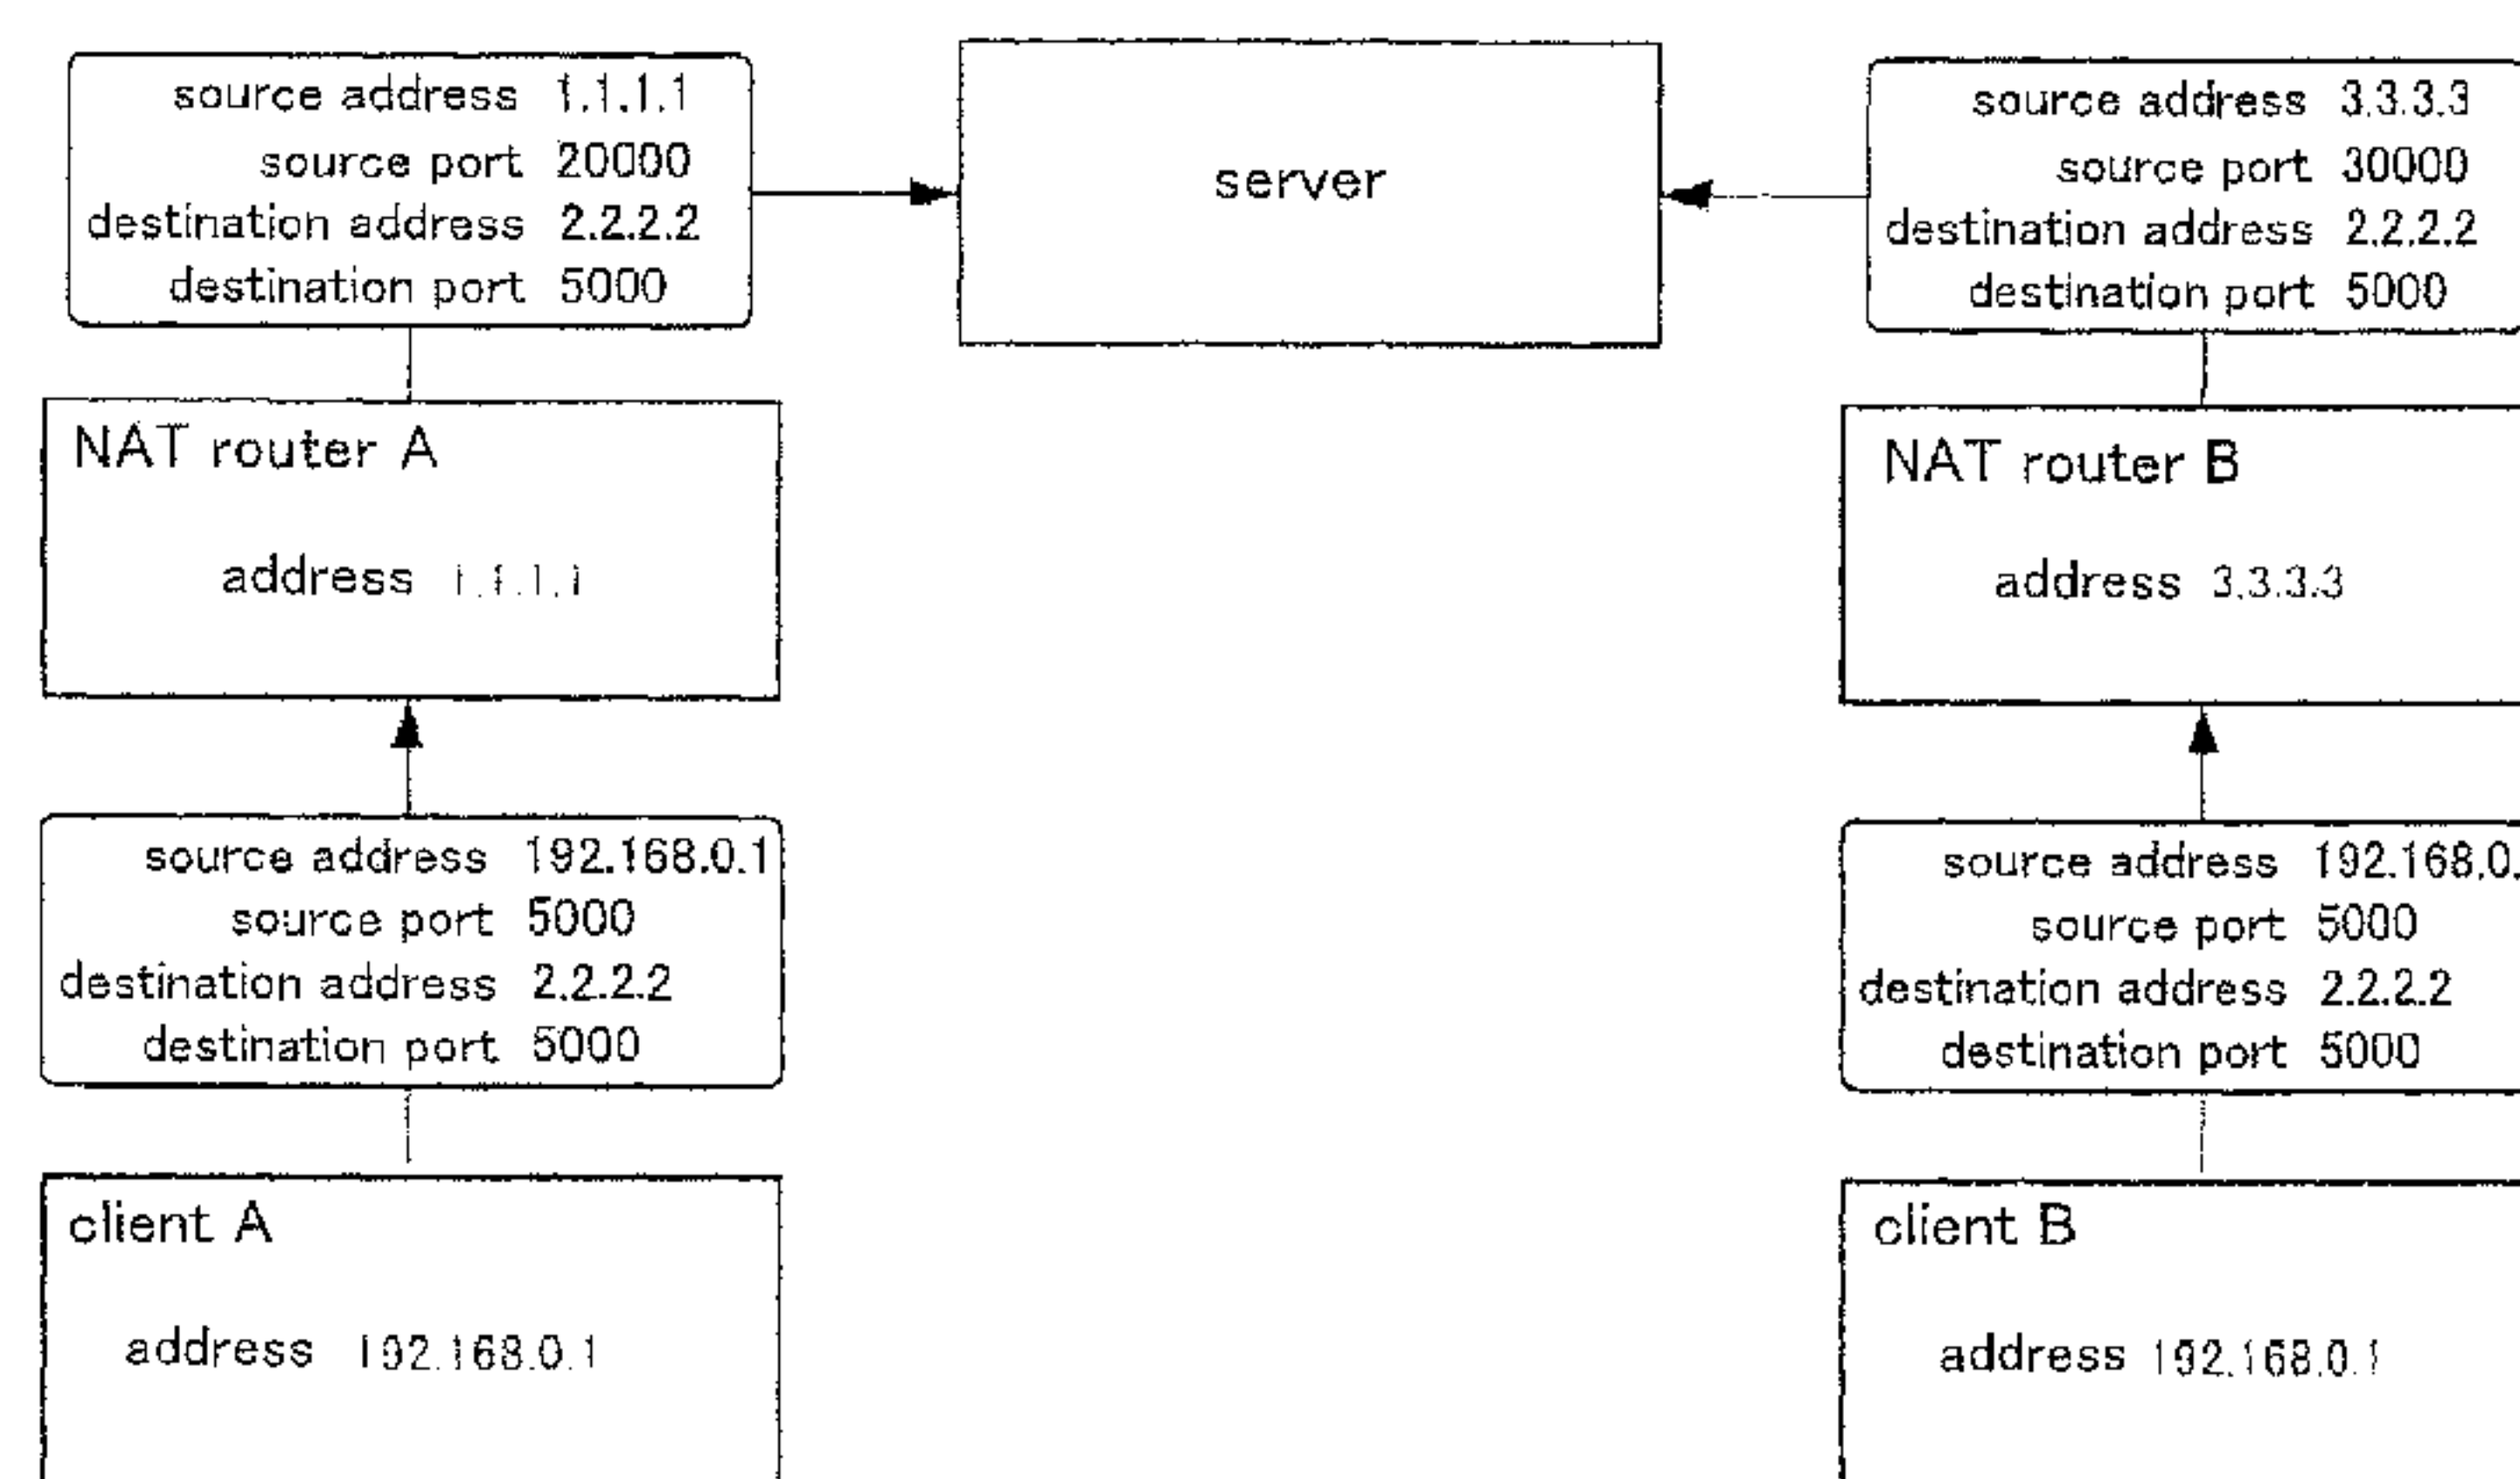 source address 1.1.1.1
source port 20000
destination address 2.2.2.2
destination port 5000
server
source address 3.3.3.3
source port 30000
destination address 2.2.2.2
destination port 5000
NAT router A
address 1.1.1.1
NAT router B
address 3.3.3.3
source address 192.168.0.1
source port 5000
destination address 2.2.2.2
destination port 5000
source address 192.168.0.
source port 5000
destination address 2.2.2.2
destination port 5000
client A
address 192.168.0.1
client B
address 192.168.0.1